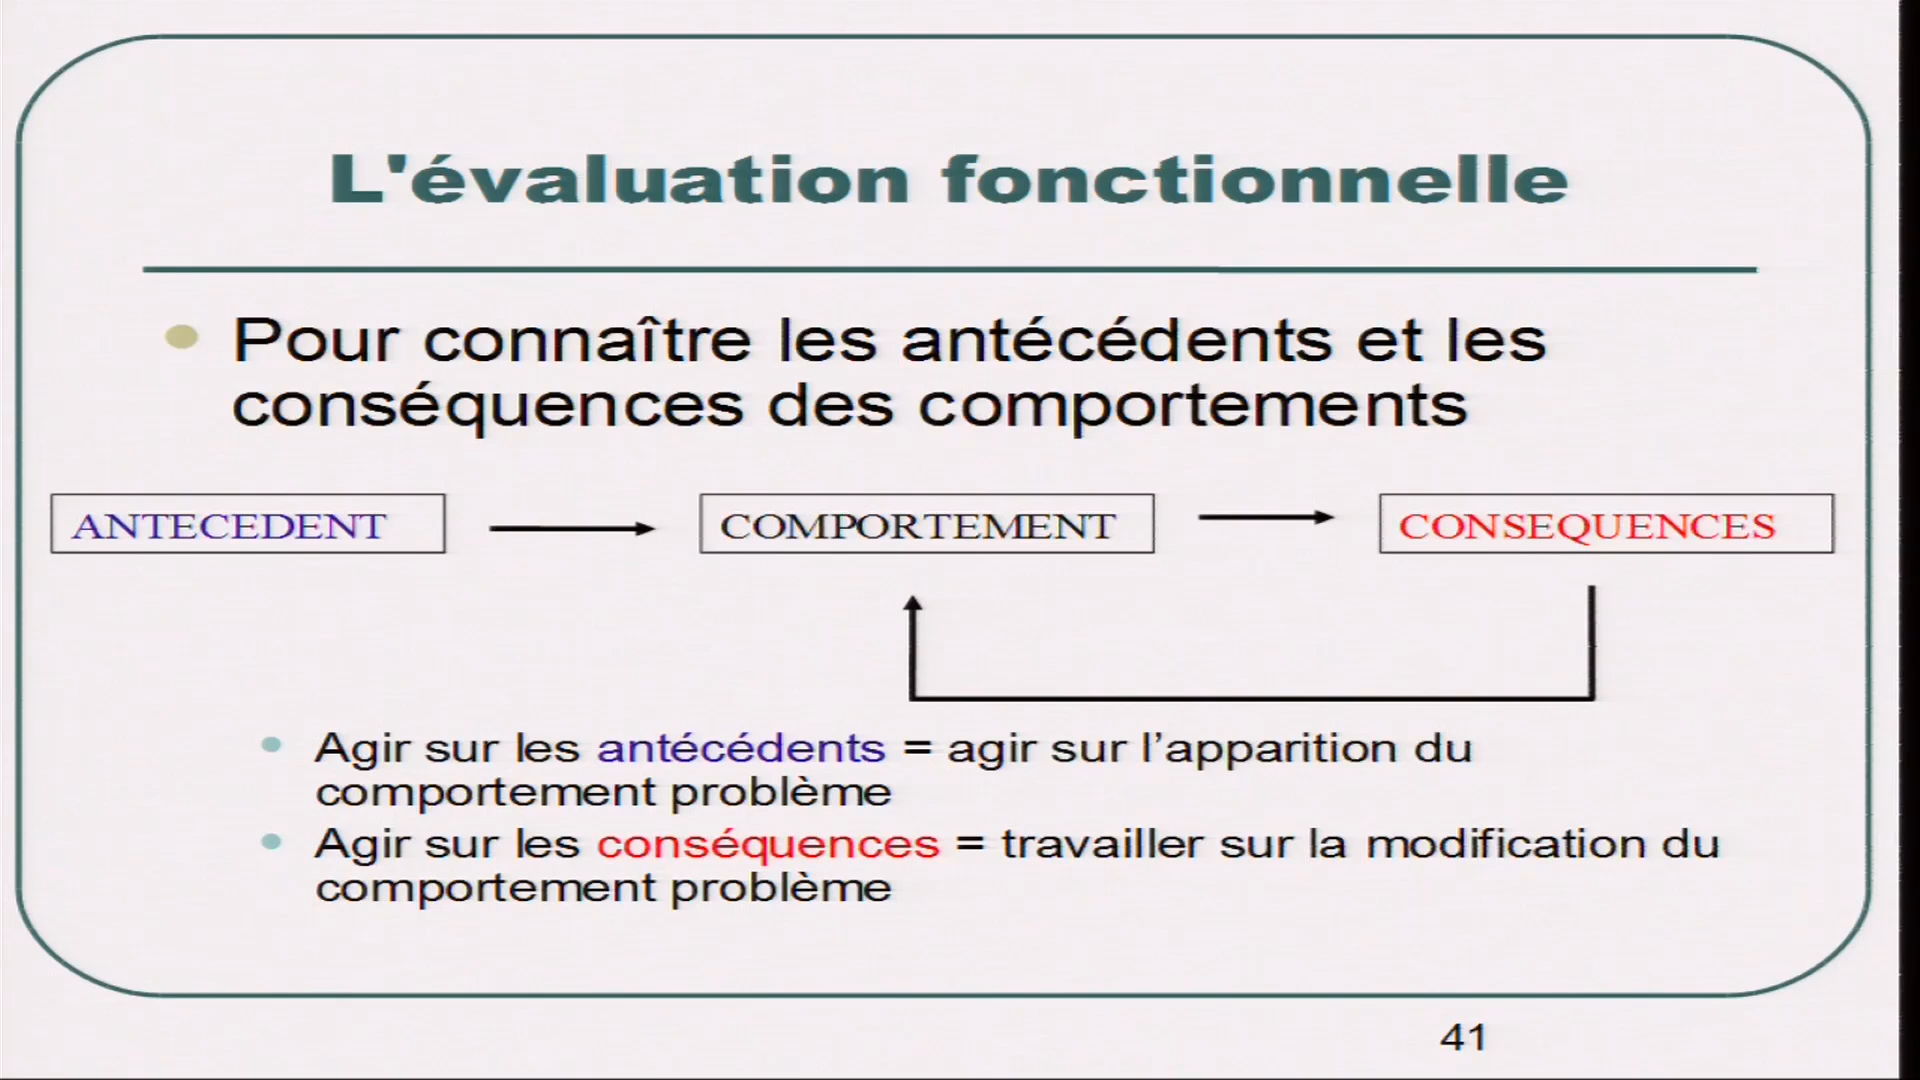 L'évaluation fonctionnelle
Pour connaître les antécédents et les
conséquences des comportements
ANTECEDENT
COMPORTEMENT
CONSEQUENCES
Agir sur les antécédents = agir sur l’apparition du
comportement problème
Agir sur les conséquences = travailler sur la modification du
comportement problème
41